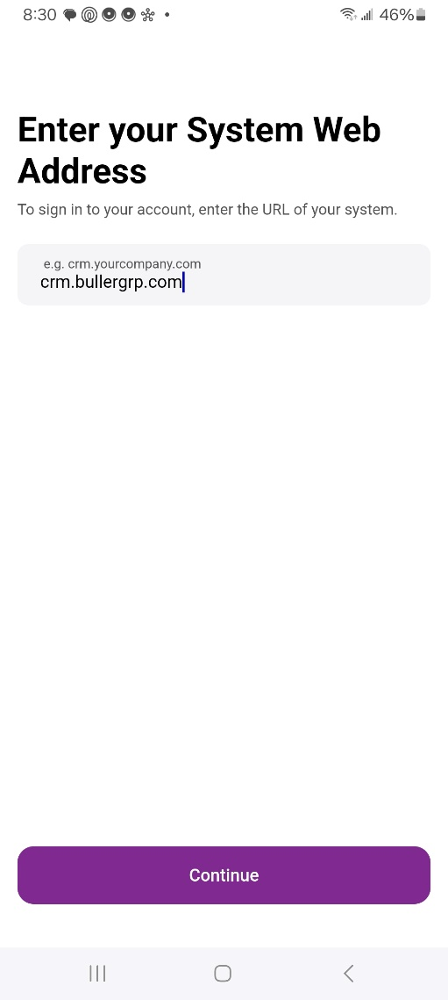 8:30
46%
Enter your System Web
Address
To sign in to your account, enter the URL of your system.
e.g. crm.yourcompany.com
crm.bullergrp.com
Continue